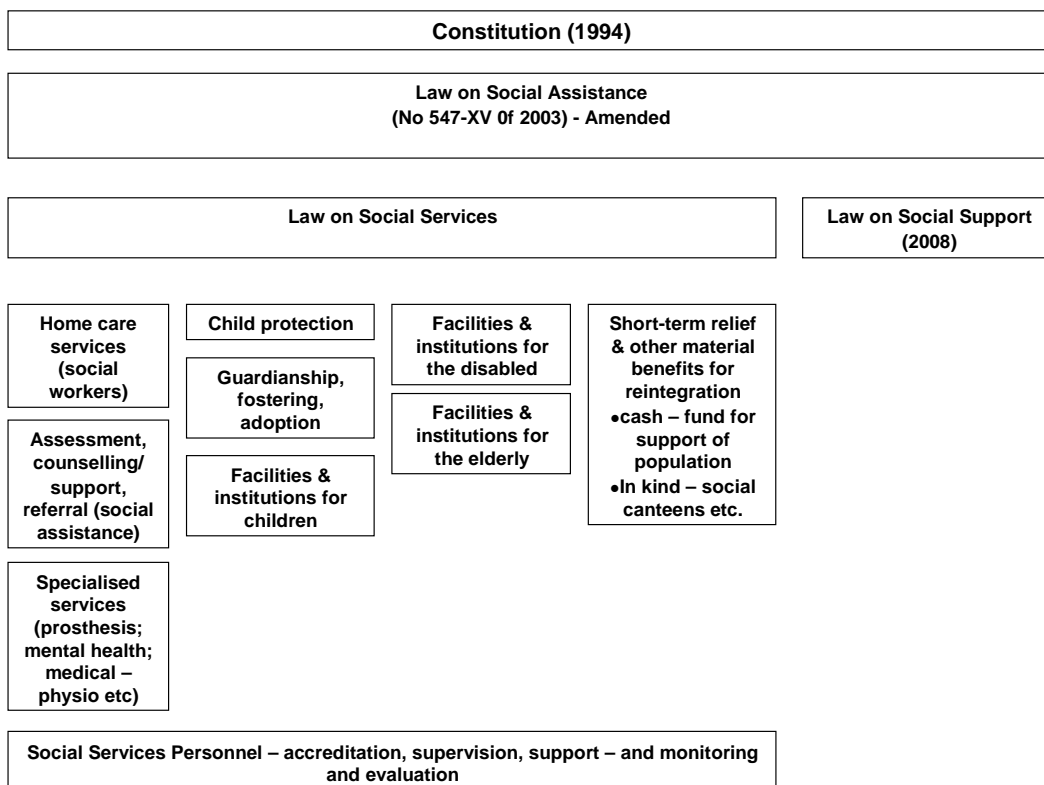 Constitution (1994)
Law on Social Assistance
(No 547-XV 0f 2003) - Amended
Law on Social Services
Law on Social Support
(2008)
Home care
services
(social
workers)
Assessment,
counselling/
support,
referral (social
assistance)
Specialised
services
(prosthesis;
mental health;
medical –
physio etc)
Child protection
Guardianship,
fostering,
adoption
Facilities &
institutions for
children
Facilities &
institutions for
the disabled
Facilities &
institutions for
the elderly
Short-term relief
& other material
benefits for
reintegration
•cash – fund for
support of
population
•In kind – social
canteens etc.
Social Services Personnel – accreditation, supervision, support – and monitoring
and evaluation